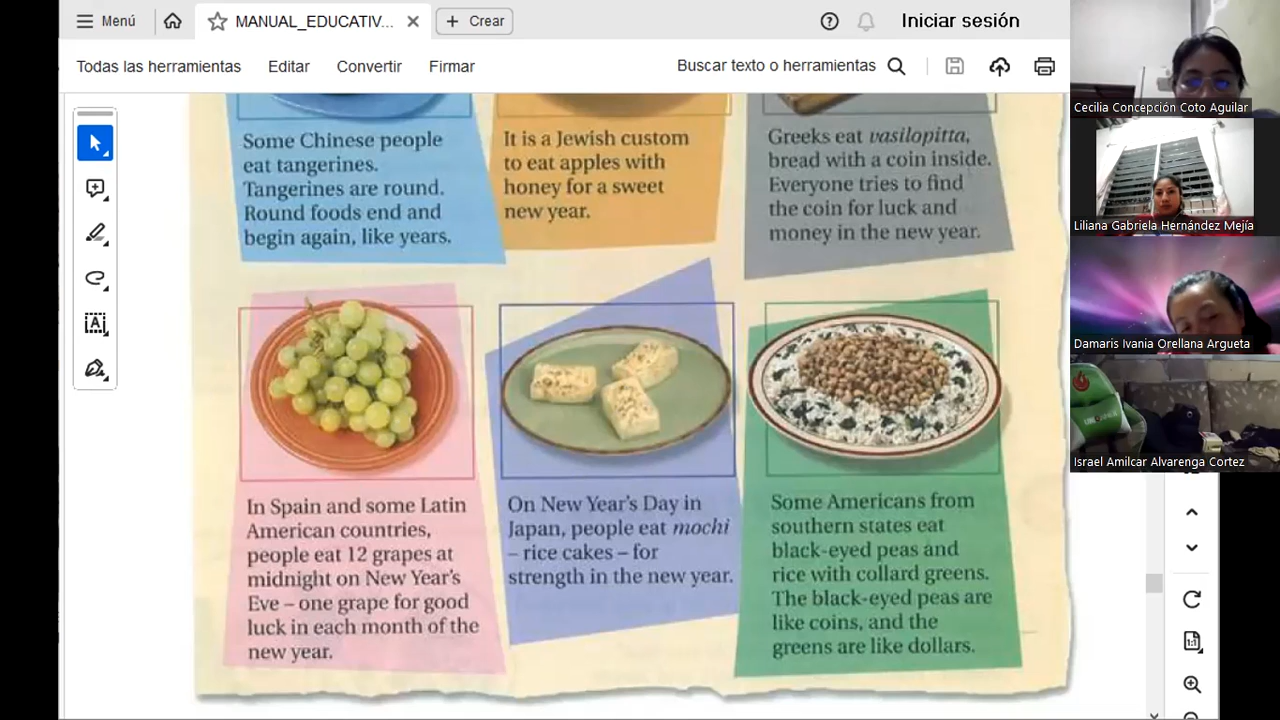 Menú
MANUAL_EDUCATIV...
Crear
Iniciar sesión
Todas las herramientas
Editar
Convertir
Firmar
Buscar texto o herramientas
Some Chinese people
eat tangerines.
Tangerines are round.
Round foods end and
begin again, like years.
It is a Jewish custom
to eat apples with
honey for a sweet
new year.
Greeks eat vasilopitta,
bread with a coin inside.
Everyone tries to find
the coin for luck and
money in the new year.
In Spain and some Latin
American countries,
people eat 12 grapes at
midnight on New Year's
Eve – one grape for good
luck in each month of the
new year.
On New Year's Day in
Japan, people eat mochi
– rice cakes – for
strength in the new year.
Some Americans from
southern states eat
black-eyed peas and
rice with collard greens.
The black-eyed peas are
like coins, and the
greens are like dollars.
Cecilia Concepción Coto Aguilar
Liliana Gabriela Hernández Mejía
Damaris Ivania Orellana Argueta
Israel Amilcar Alvarenga Cortez
1:1